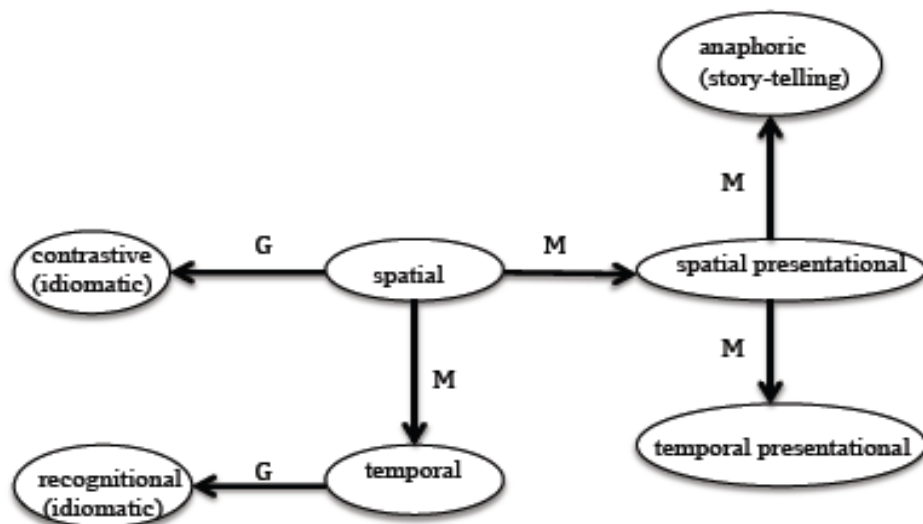 anaphoric
(story-telling)
M
contrastive
(idiomatic)
G
spatial
M
spatial presentational
M
M
recognitional
(idiomatic)
G
temporal
temporal presentational